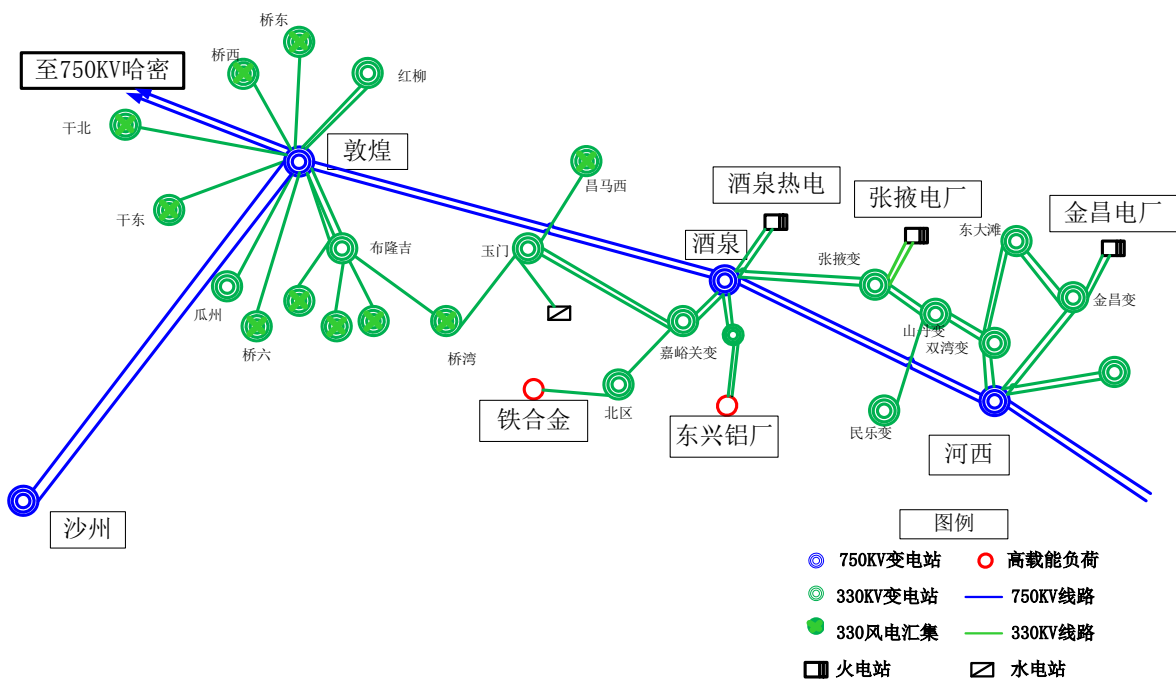 桥东
桥西
至750KV哈密
红柳
干北
敦煌
昌马西
酒泉热电
张掖电厂
金昌电厂
干东
布隆吉
玉门
酒泉
张掖变
东大滩
瓜州
金昌变
山丹变
双湾变
桥六
桥湾
嘉峪关变
铁合金
北区
东兴铝厂
民乐变
河西
沙州
图例
750KV变电站
高载能负荷
330KV变电站
750KV线路
330风电汇集
330KV线路
火电站
水电站